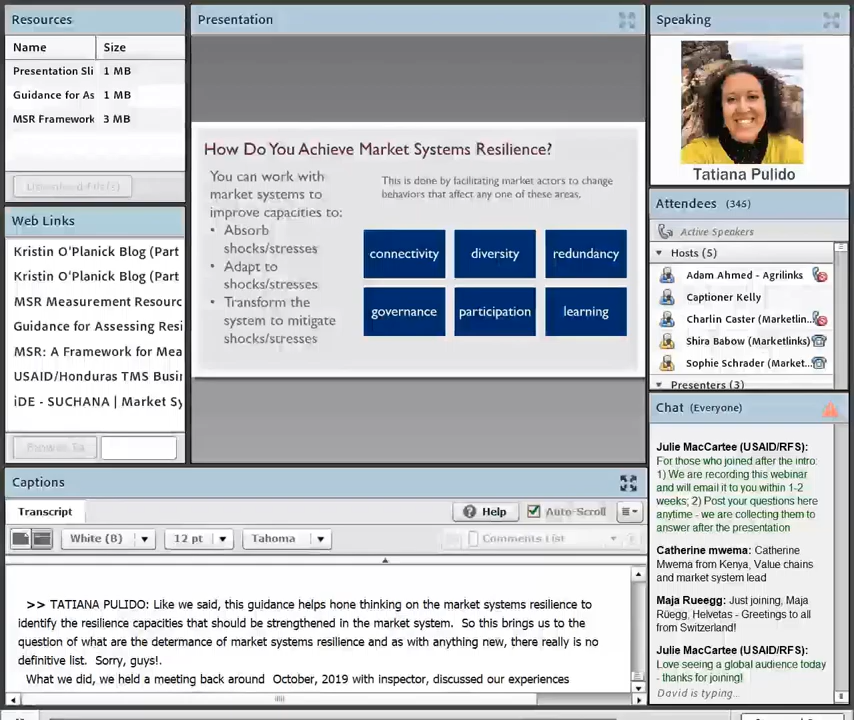 Resources
Name Size
Presentation Sli 1 MB
Guidance for As 1 MB
MSR Framework 3 MB
Download File(s)
Web Links
Kristin O'Planick Blog (Part
Kristin O'Planick Blog (Part
MSR Measurement Resourc
Guidance for Assessing Resi
MSR: A Framework for Mea
USAID/Honduras TMS Busin
iDE - SUCHANA | Market Sy
Browse To
Presentation
How Do You Achieve Market Systems Resilience?
You can work with
market systems to
improve capacities to:
• Absorb
shocks/stresses
• Adapt to
shocks/stresses
• Transform the
system to mitigate
shocks/stresses
This is done by facilitating market actors to change
behaviors that affect any one of these areas.
connectivity diversity redundancy
governance participation learning
Speaking
Tatiana Pulido
Attendees (345)
Active Speakers
Hosts (5)
Adam Ahmed - Agrilinks
Captioner Kelly
Charlin Caster (Marketlin..
Shira Babow (Marketlinks)
Sophie Schrader (Market...
Presenters (3)
Chat (Everyone)
Julie MacCartee (USAID/RFS):
For those who joined after the intro:
1) We are recording this webinar
and will email it to you within 1-2
weeks; 2) Post your questions here
anytime - we are collecting them to
answer after the presentation
Catherine mwema: Catherine
Mwema from Kenya, Value chains
and market system lead
Maja Rueegg: Just joining, Maja
Rüegg, Helvetas - Greetings to all
from Switzerland!
Julie MacCartee (USAID/RFS):
Love seeing a global audience today
- thanks for joining!
David is typing...
Captions
Transcript Help Auto-Scroll
White (8) 12 pt Tahoma Comments List
>> TATIANA PULIDO: Like we said, this guidance helps hone thinking on the market systems resilience to
identify the resilience capacities that should be strengthened in the market system. So this brings us to the
question of what are the determance of market systems resilience and as with anything new, there really is no
definitive list. Sorry, guys!.
What we did, we held a meeting back around October, 2019 with inspector, discussed our experiences